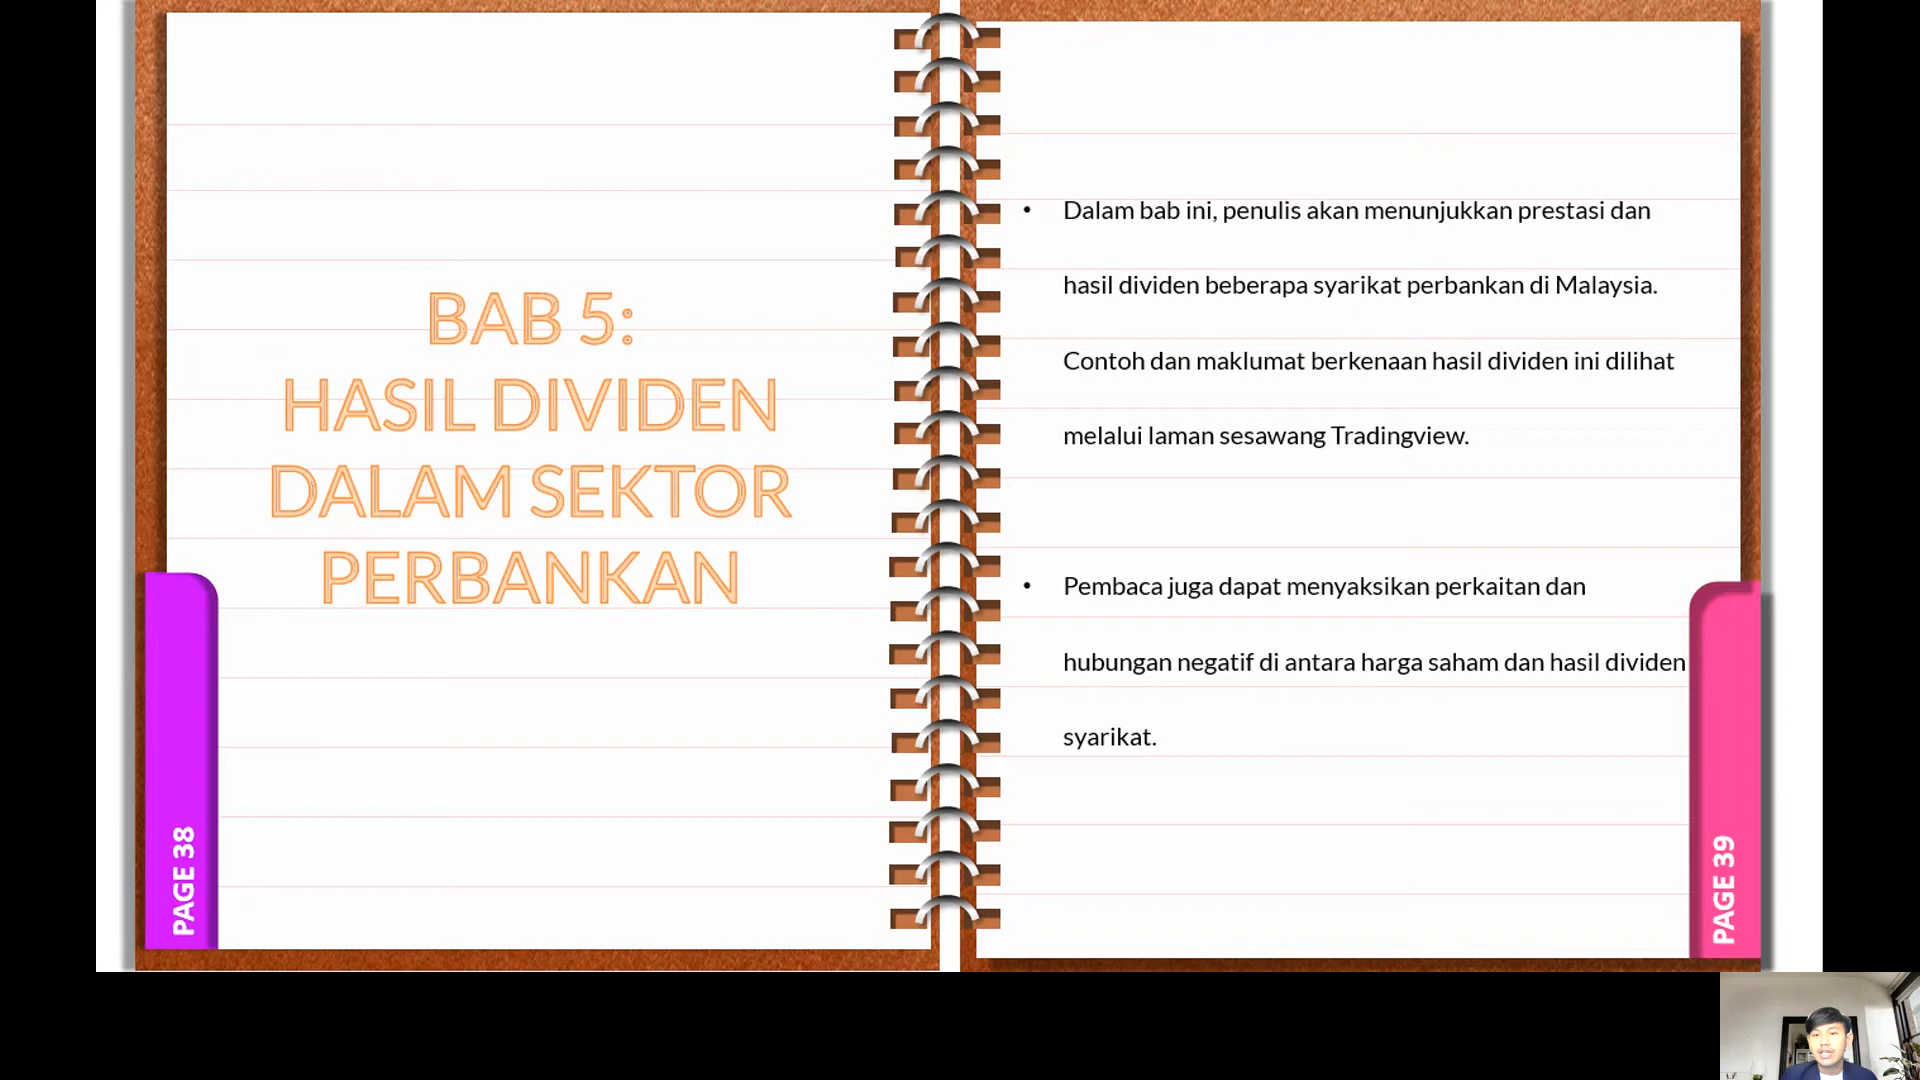 BAB 5:
HASIL DIVIDEN
DALAM SEKTOR
PERBANKAN
PAGE 38
• Dalam bab ini, penulis akan menunjukkan prestasi dan
hasil dividen beberapa syarikat perbankan di Malaysia.
Contoh dan maklumat berkenaan hasil dividen ini dilihat
melalui laman sesawang Tradingview.
• Pembaca juga dapat menyaksikan perkaitan dan
hubungan negatif di antara harga saham dan hasil dividen
syarikat.
PAGE 39